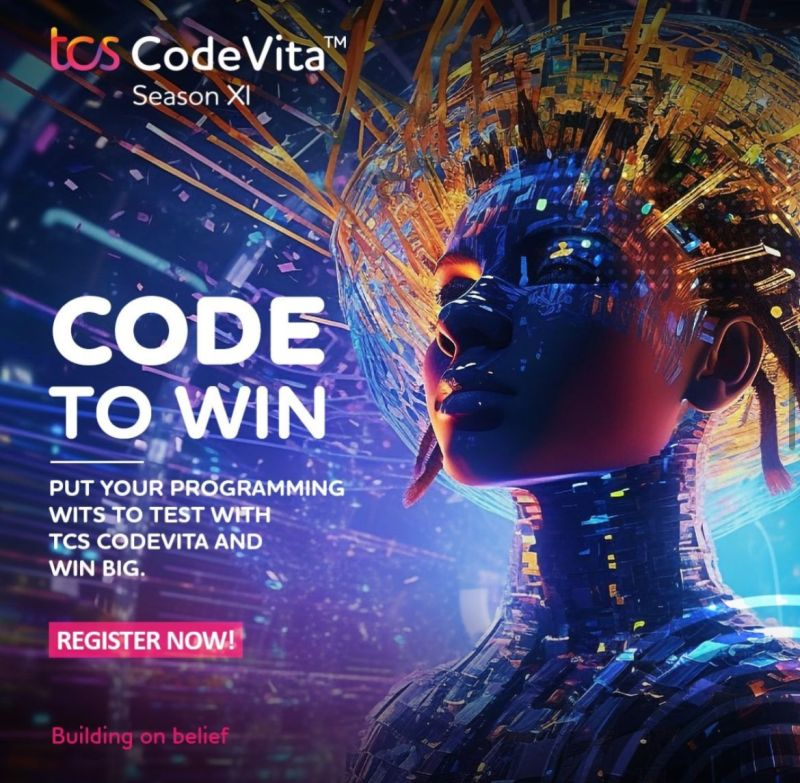 tcs CodeVita™
Season XI
CODE
TO WIN
PUT YOUR PROGRAMMING
WITS TO TEST WITH
TCS CODEVITA AND
WIN BIG.
REGISTER NOW!
Building on belief